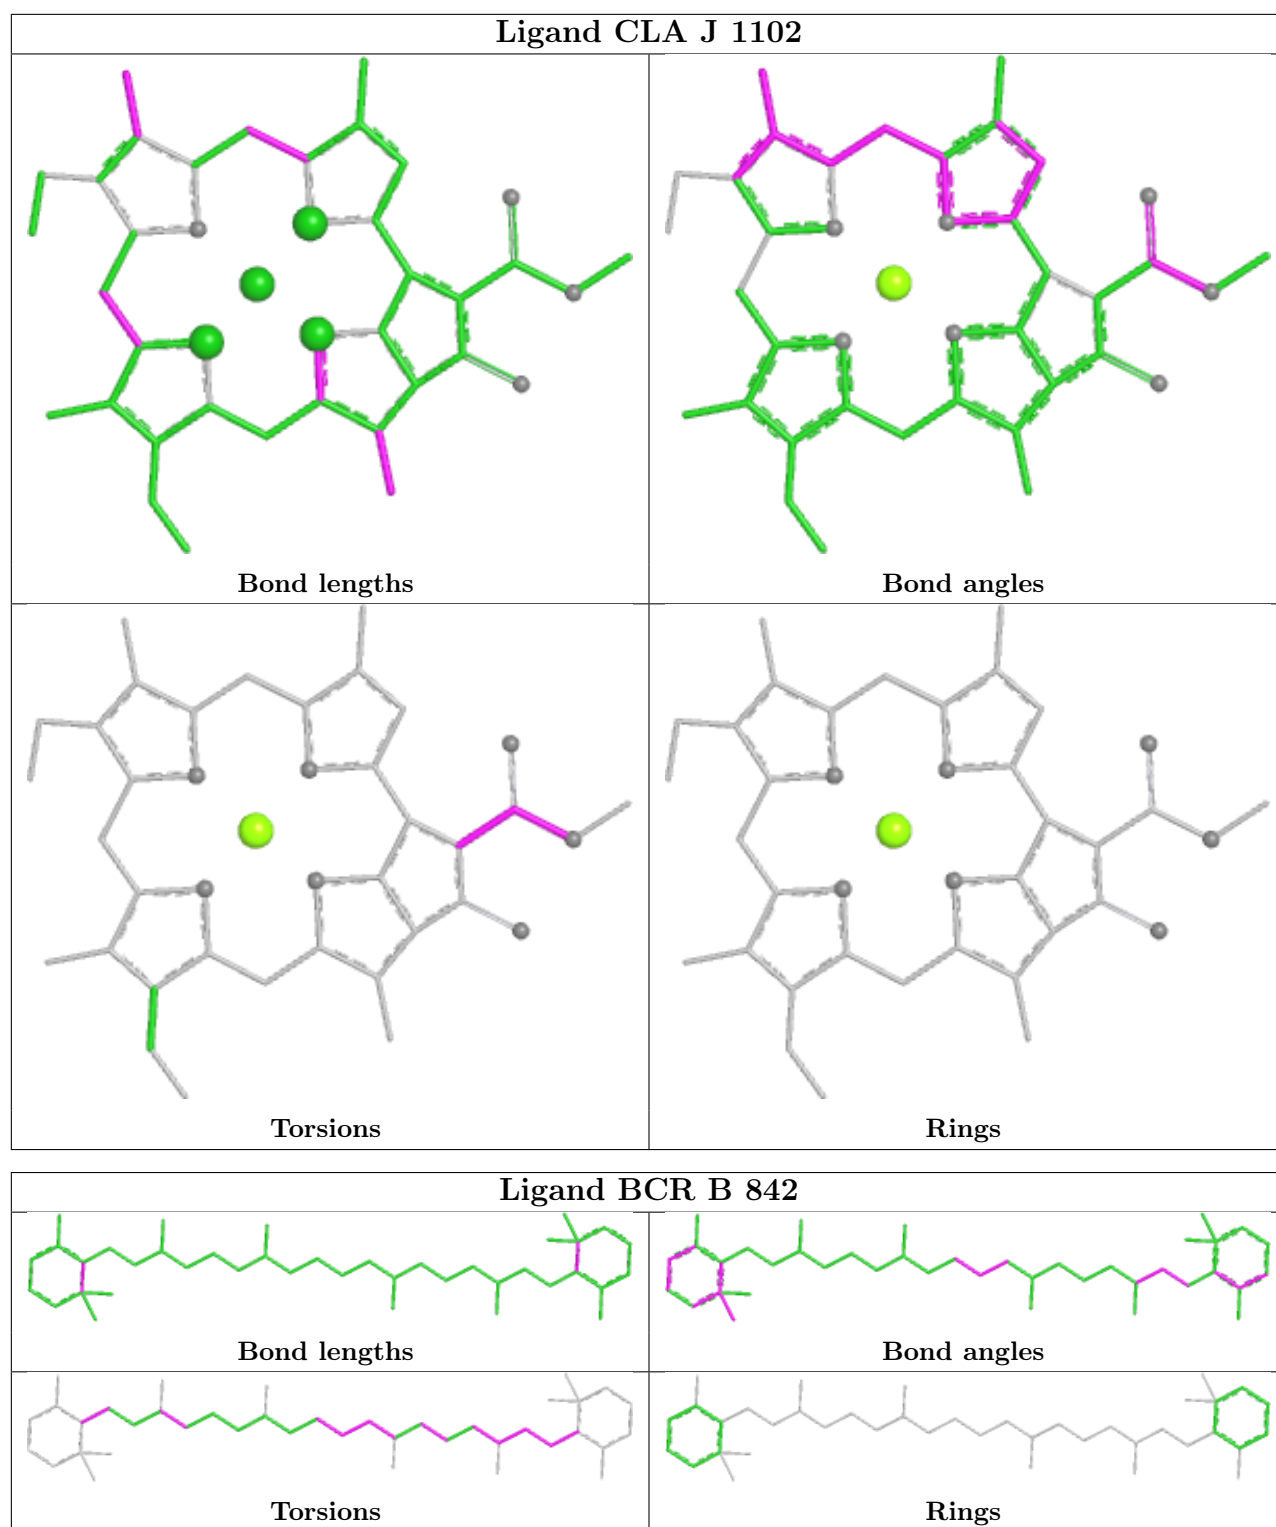 Ligand CLA J 1102
Bond lengths
Bond angles
Torsions
Rings
Ligand BCR B 842
Bond lengths
Bond angles
Torsions
Rings